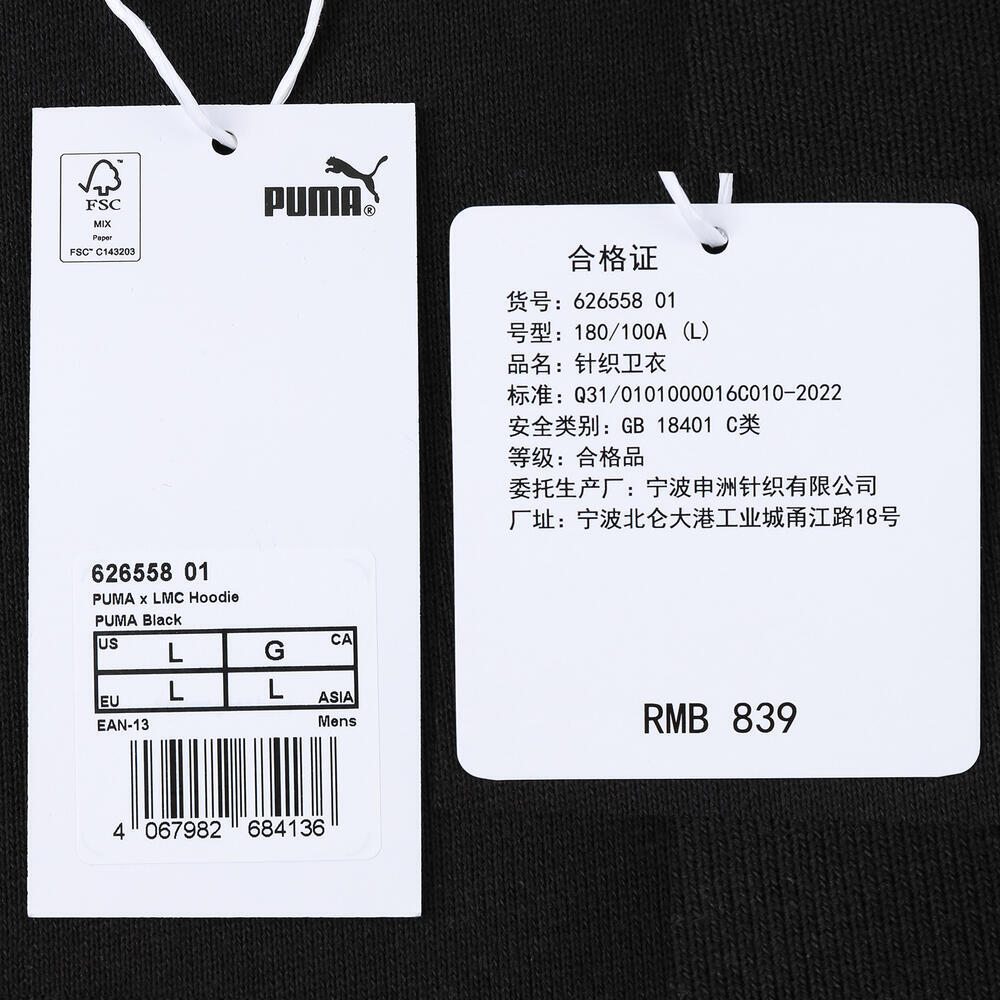 FSC
MIX
Paper
FSC™ C143203
PUMA®
626558 01
PUMA x LMC Hoodie
PUMA Black
US L G CA
EU L L ASIA
EAN-13 Mens
4 067982 684136
合格证
货号：626558 01
号型：180/100A (L)
品名：针织卫衣
标准：Q31/0101000016C010-2022
安全类别：GB 18401 C类
等级：合格品
委托生产厂：宁波申洲针织有限公司
厂址：宁波北仑大港工业城甬江路18号
RMB 839